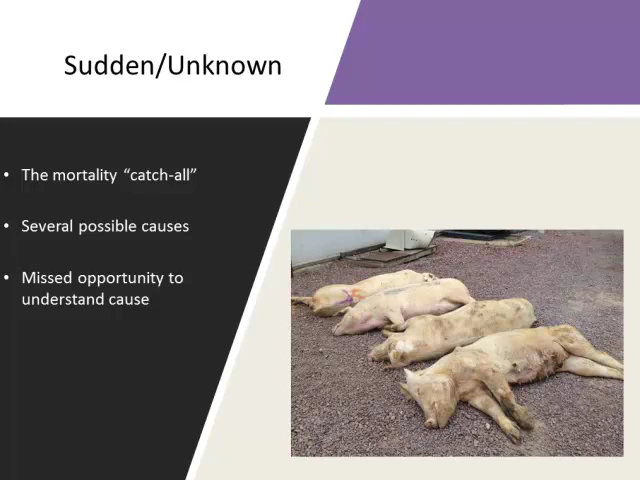 Sudden/Unknown
• The mortality “catch-all”
• Several possible causes
• Missed opportunity to
understand cause